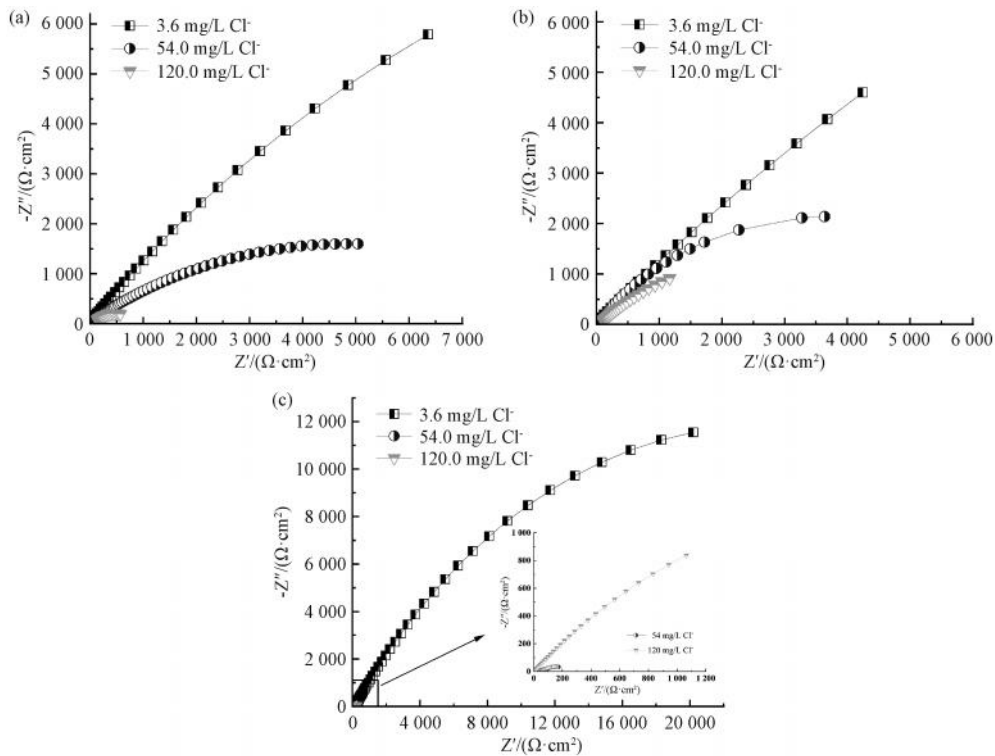 (a)
3.6 mg/L Cl⁻
54.0 mg/L Cl⁻
120.0 mg/L Cl⁻
6 000
5 000
4 000
3 000
2 000
1 000
0
-Z''/(Ω·cm²)
0 1 000 2 000 3 000 4 000 5 000 6 000 7 000
Z'/(Ω·cm²)
(b)
3.6 mg/L Cl⁻
54.0 mg/L Cl⁻
120.0 mg/L Cl⁻
6 000
5 000
4 000
3 000
2 000
1 000
0
-Z''/(Ω·cm²)
0 1 000 2 000 3 000 4 000 5 000 6 000
Z'/(Ω·cm²)
(c)
3.6 mg/L Cl⁻
54.0 mg/L Cl⁻
120.0 mg/L Cl⁻
12 000
10 000
8 000
6 000
4 000
2 000
0
-Z''/(Ω·cm²)
0 4 000 8 000 12 000 16 000 20 000
Z'/(Ω·cm²)
1 000
800
600
400
200
0
-Z''/(Ω·cm²)
54 mg/L Cl⁻
120 mg/L Cl⁻
0 200 400 600 800 1 000 1 200
Z'/(Ω·cm²)